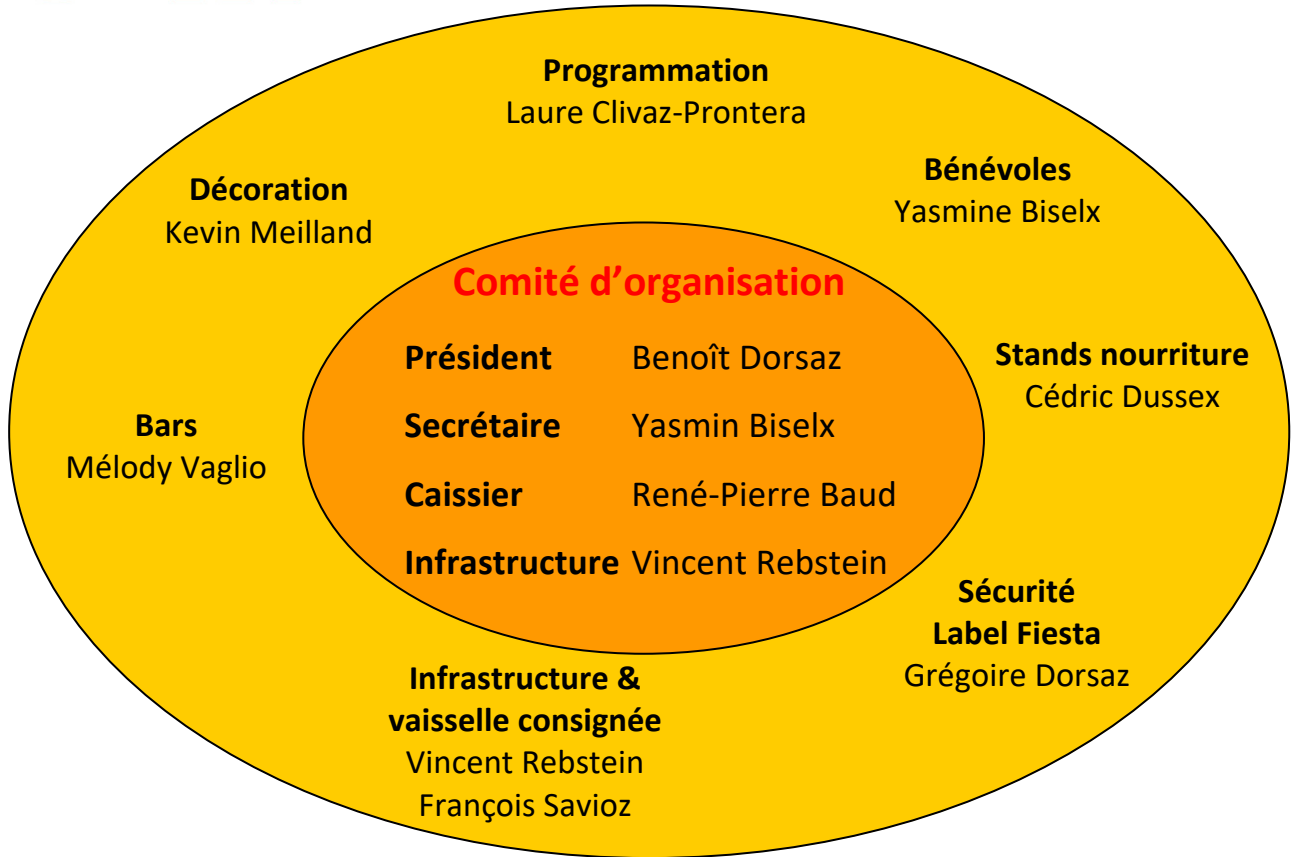 Programmation
Laure Clivaz-Prontera
Décoration
Kevin Meilland
Bénévoles
Yasmine Biselx
Comité d’organisation
Président Benoît Dorsaz
Secrétaire Yasmin Biselx
Caissier René-Pierre Baud
Infrastructure Vincent Rebstein
Stands nourriture
Cédric Dussex
Bars
Mélody Vaglio
Sécurité
Label Fiesta
Grégoire Dorsaz
Infrastructure &
vaisselle consignée
Vincent Rebstein
François Savioz